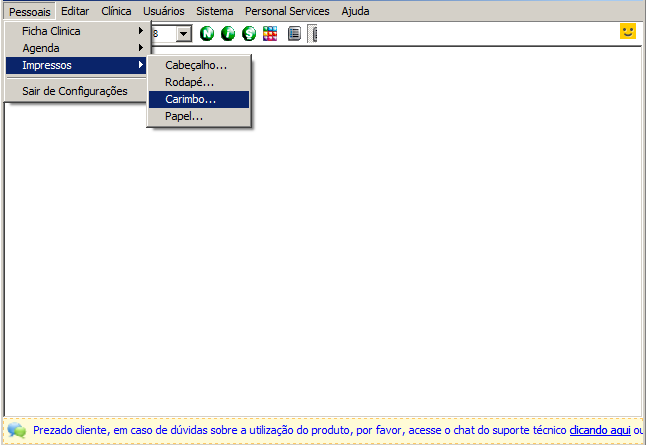 Pessoais Editar Clínica Usuários Sistema Personal Services Ajuda
Ficha Clinica
8
Agenda
Impressos
Cabeçalho...
Rodapé...
Carimbo...
Papel...
Sair de Configurações
Prezado cliente, em caso de dúvidas sobre a utilização do produto, por favor, acesse o chat do suporte técnico clicando aqui ou